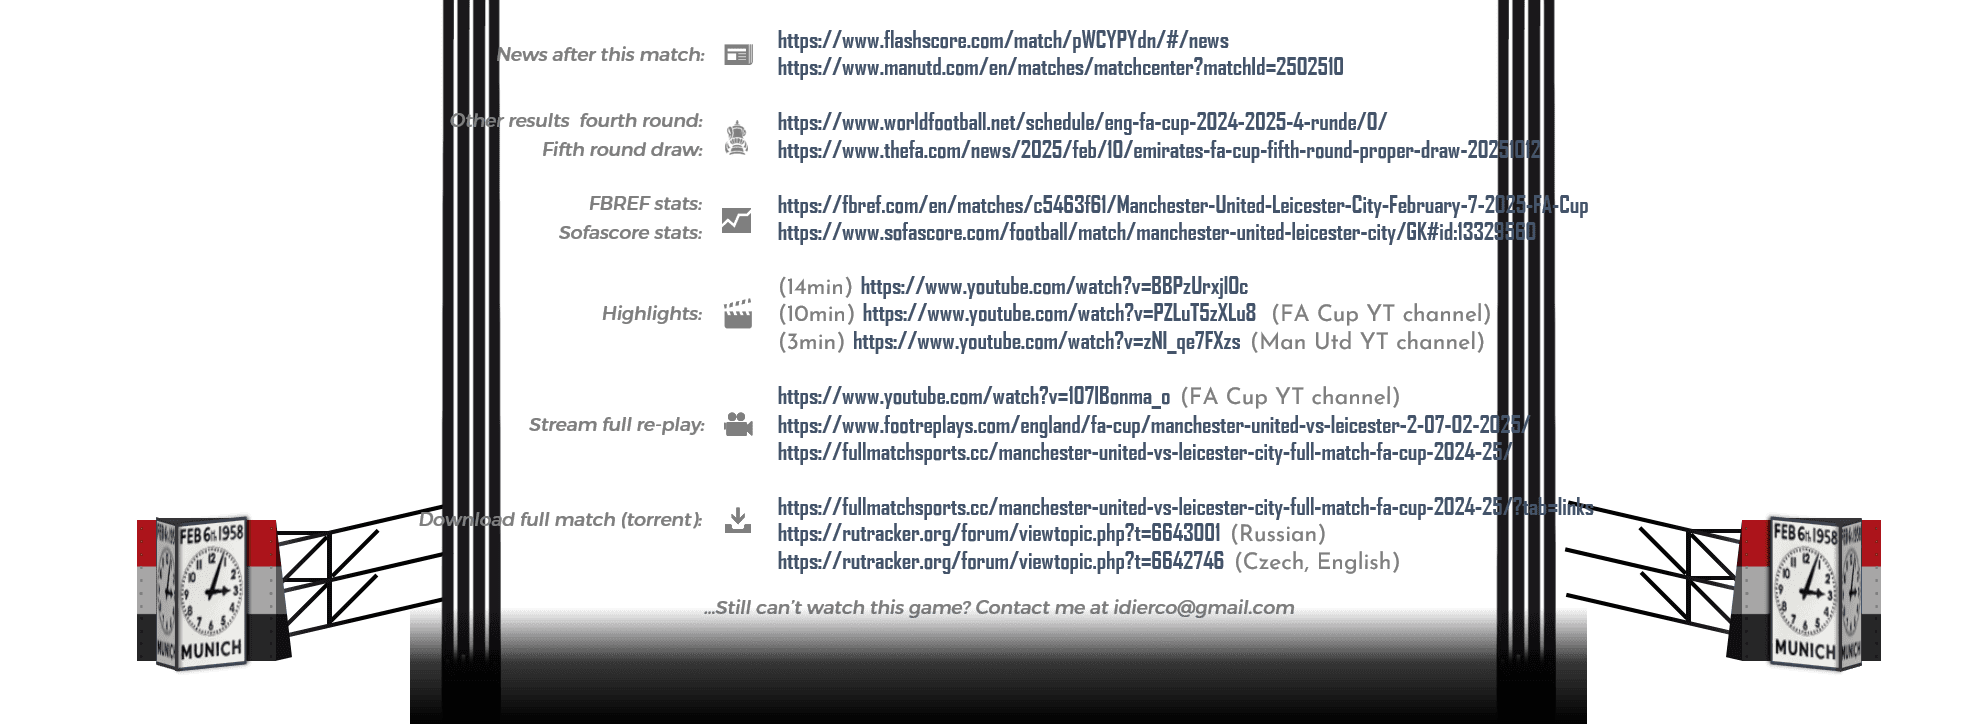 News after this match:
https://www.flashscore.com/match/pWCYPYdn/#/news
https://www.manutd.com/en/matches/matchcenter?matchId=2502510
Other results fourth round:
https://www.worldfootball.net/schedule/eng-fa-cup-2024-2025-4-runde/0/
Fifth round draw:
https://www.thefa.com/news/2025/feb/10/emirates-fa-cup-fifth-round-proper-draw-20251012
FBREF stats:
https://fbref.com/en/matches/c5463f61/Manchester-United-Leicester-City-February-7-2025-FA-Cup
Sofascore stats:
https://www.sofascore.com/football/match/manchester-united-leicester-city/GK#id:13329560
Highlights:
(14min) https://www.youtube.com/watch?v=BBPzUrxjlOc
(10min) https://www.youtube.com/watch?v=PZLuT5zXLu8 (FA Cup YT channel)
(3min) https://www.youtube.com/watch?v=zNI_qe7FXzs (Man Utd YT channel)
Stream full re-play:
https://www.youtube.com/watch?v=107IBonma_o (FA Cup YT channel)
https://www.footreplays.com/england/fa-cup/manchester-united-vs-leicester-2-07-02-2025/
https://fullmatchsports.cc/manchester-united-vs-leicester-city-full-match-fa-cup-2024-25/
Download full match (torrent):
https://fullmatchsports.cc/manchester-united-vs-leicester-city-full-match-fa-cup-2024-25/?tab=links
https://rutracker.org/forum/viewtopic.php?t=6643001 (Russian)
https://rutracker.org/forum/viewtopic.php?t=6642746 (Czech, English)
...Still can't watch this game? Contact me at idierco@gmail.com
FEB 6th 1958
MUNICH
FEB 6th 1958
MUNICH